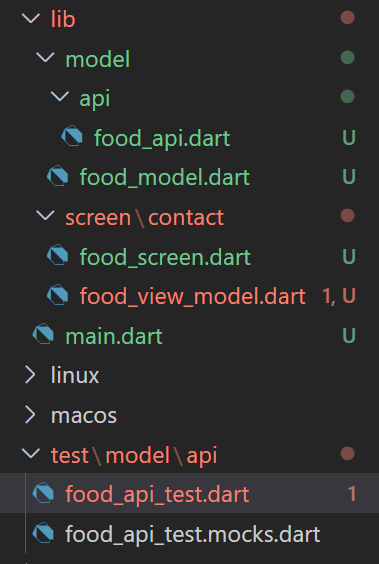 lib
model
api
food_api.dart U
food_model.dart U
screen\contact
food_screen.dart U
food_view_model.dart 1, U
main.dart U
linux
macos
test\model\api
food_api_test.dart 1
food_api_test.mocks.dart